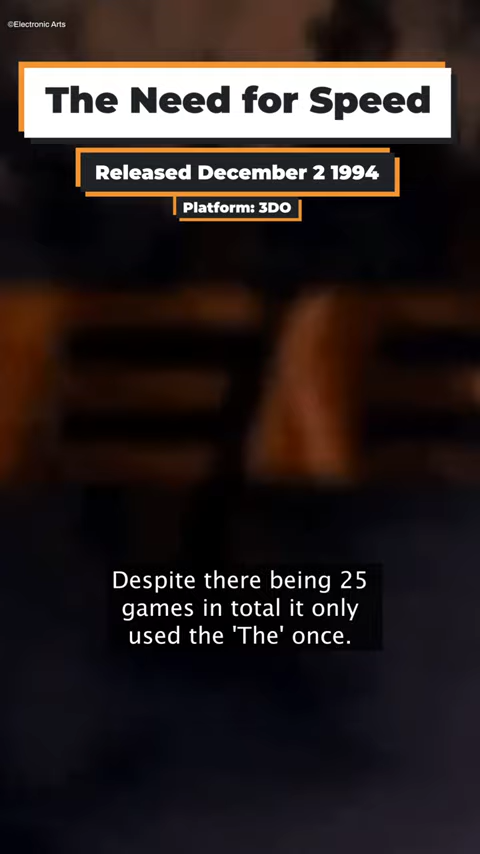 ©Electronic Arts
The Need for Speed
Released December 2 1994
Platform: 3DO
Despite there being 25
games in total it only
used the 'The' once.